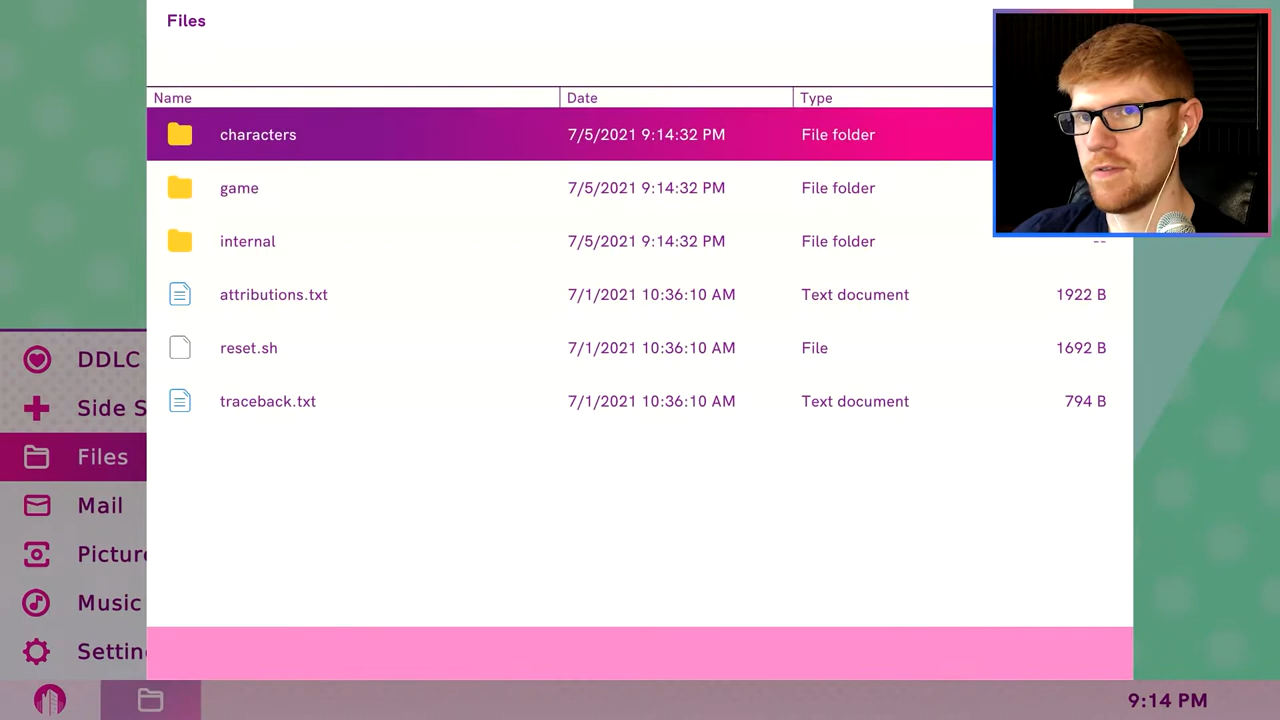 Files
Name Date Type
characters 7/5/2021 9:14:32 PM File folder
game 7/5/2021 9:14:32 PM File folder
internal 7/5/2021 9:14:32 PM File folder --
attributions.txt 7/1/2021 10:36:10 AM Text document 1922 B
reset.sh 7/1/2021 10:36:10 AM File 1692 B
traceback.txt 7/1/2021 10:36:10 AM Text document 794 B
DDLC
Side S
Files
Mail
Picture
Music
Settin
9:14 PM